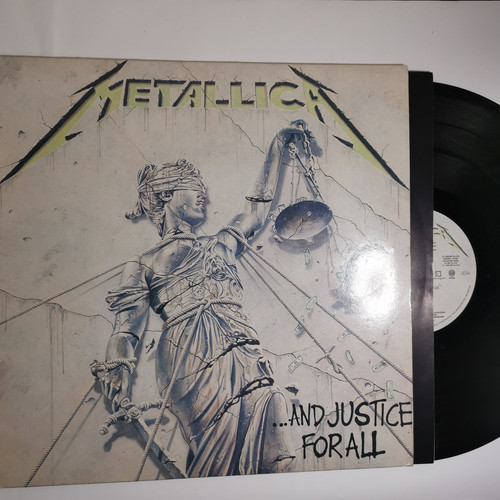 METALLICA
...AND JUSTICE
FOR ALL